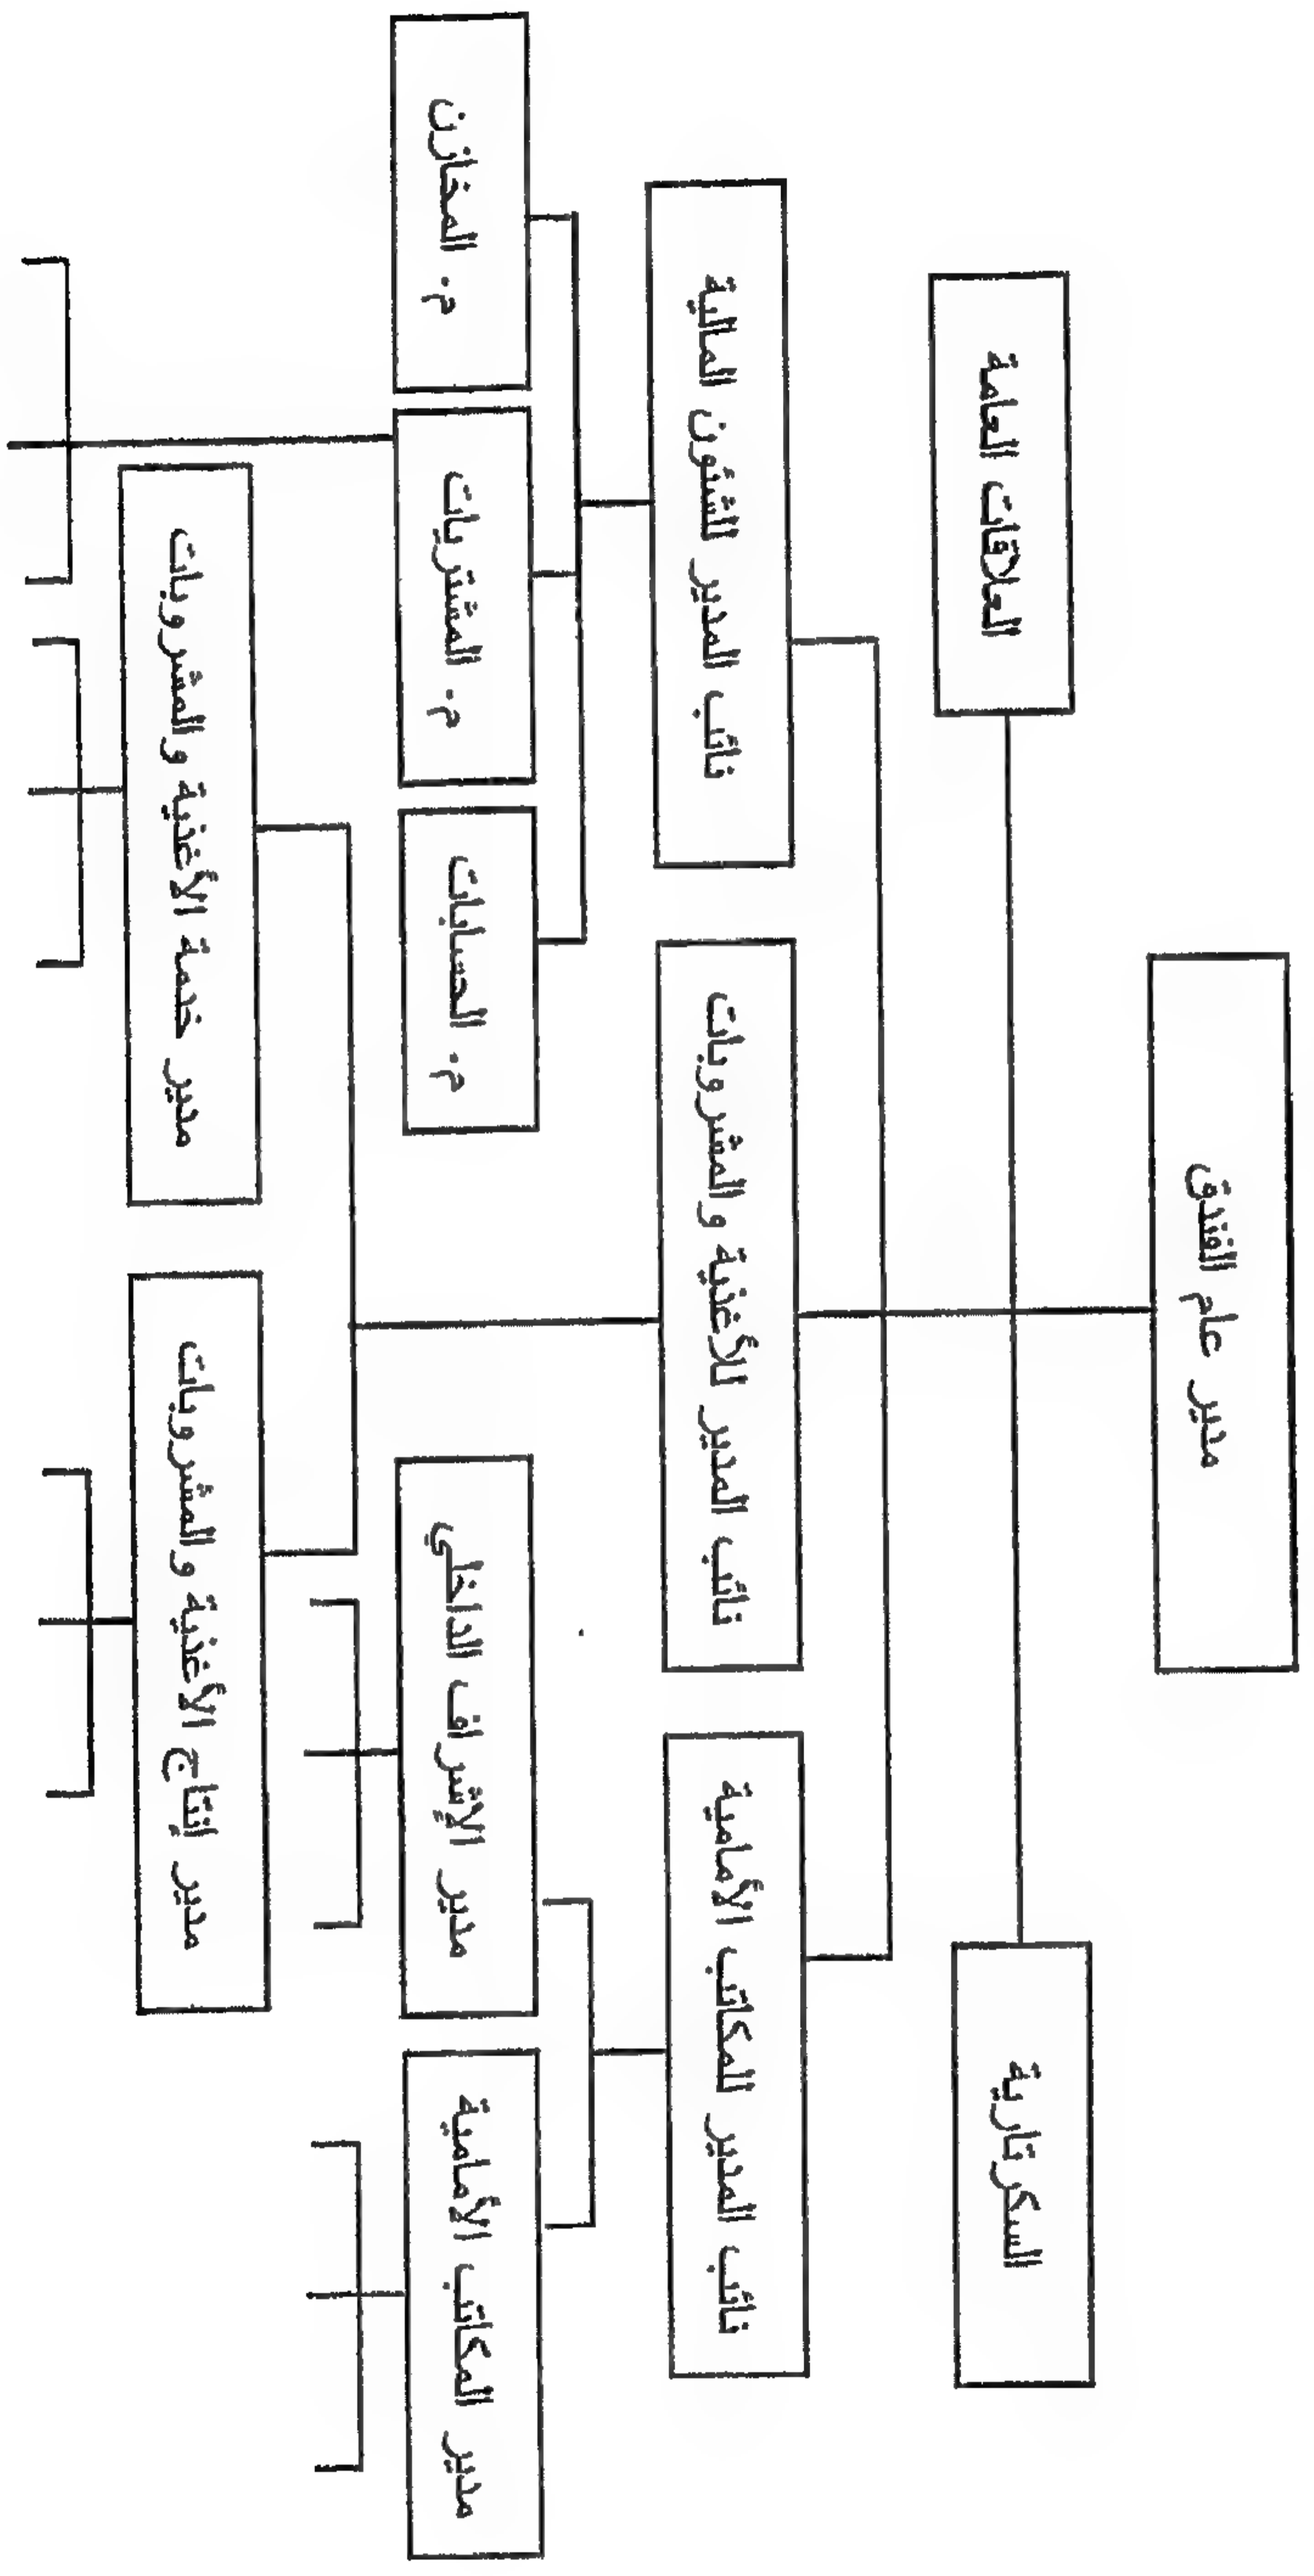 مدير عام الفندق
السكرتارية
العلاقات العامة
نائب المدير للمكاتب الأمامية
نائب المدير للأغذية والمشروبات
نائب المدير للشئون المالية
مدير المكاتب الأمامية
مدير الإشراف الداخلي
م. الحسابات
م. المشتريات
م. المخازن
مدير إنتاج الأغذية والمشروبات
مدير خدمة الأغذية والمشروبات